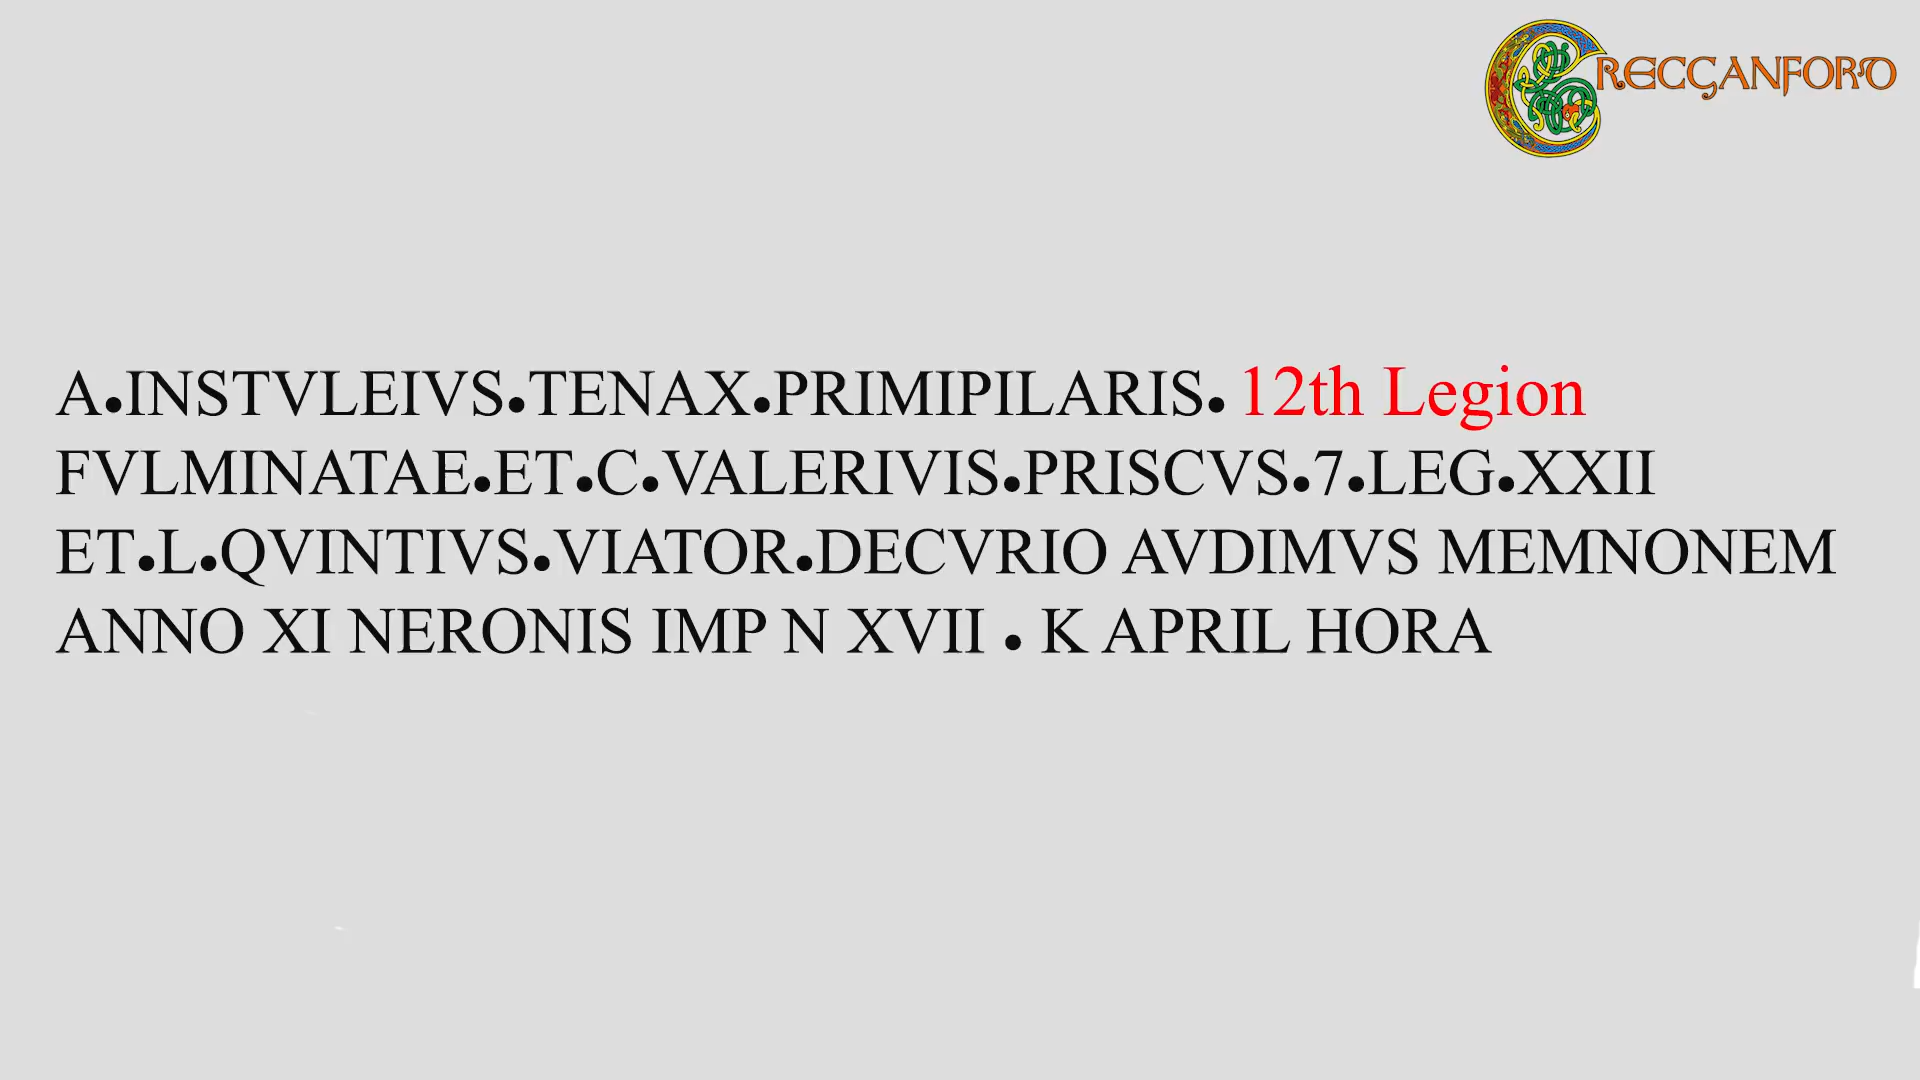 CRECGANFORD
A•INSTVLEIVS•TENAX•PRIMIPILARIS• 12th Legion
FVLMINATAE•ET•C•VALERIVIS•PRISCVS•7•LEG•XXII
ET•L•QVINTIVS•VIATOR•DECVRIO AVDIMVS MEMNONEM
ANNO XI NERONIS IMP N XVII • K APRIL HORA